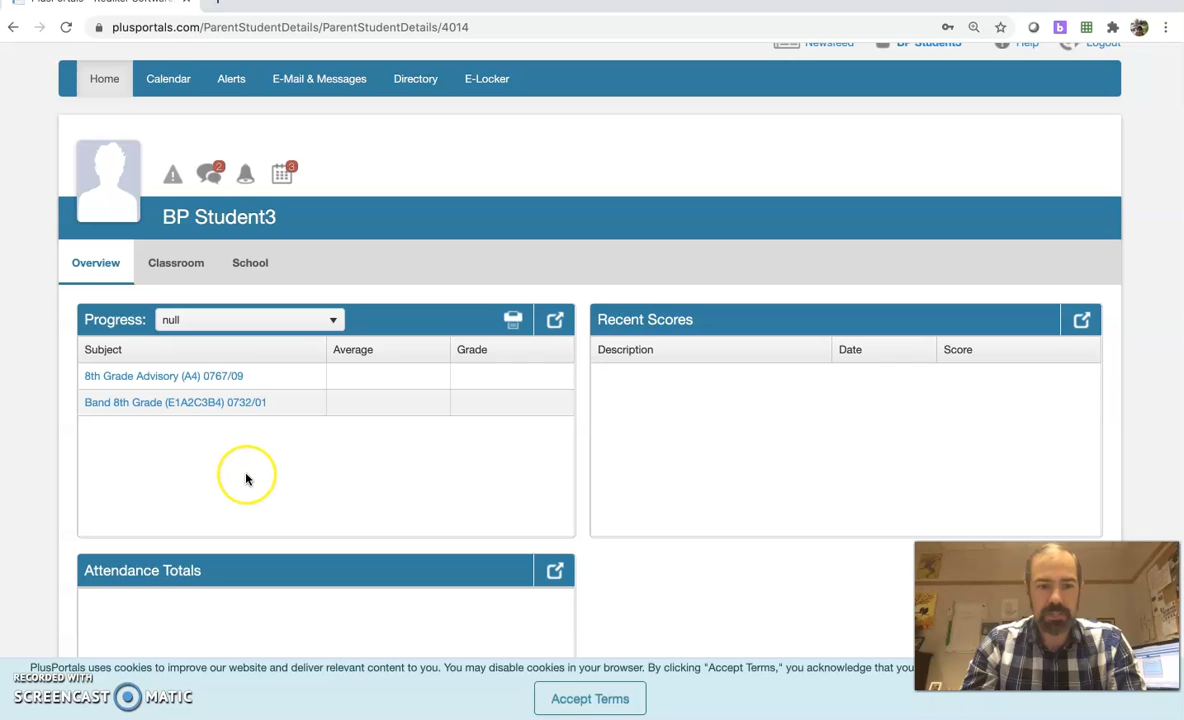 PlusPortals - Rediker Software
plusportals.com/ParentStudentDetails/ParentStudentDetails/4014
Newsfeed BP Student3 Help Logout
Home Calendar Alerts E-Mail & Messages Directory E-Locker
2 3
BP Student3
Overview Classroom School
Progress: null
Subject Average Grade
8th Grade Advisory (A4) 0767/09
Band 8th Grade (E1A2C3B4) 0732/01
Recent Scores
Description Date Score
Attendance Totals
PlusPortals uses cookies to improve our website and deliver relevant content to you. You may disable cookies in your browser. By clicking "Accept Terms," you acknowledge that you
Accept Terms
RECORDED WITH
SCREENCAST MATIC